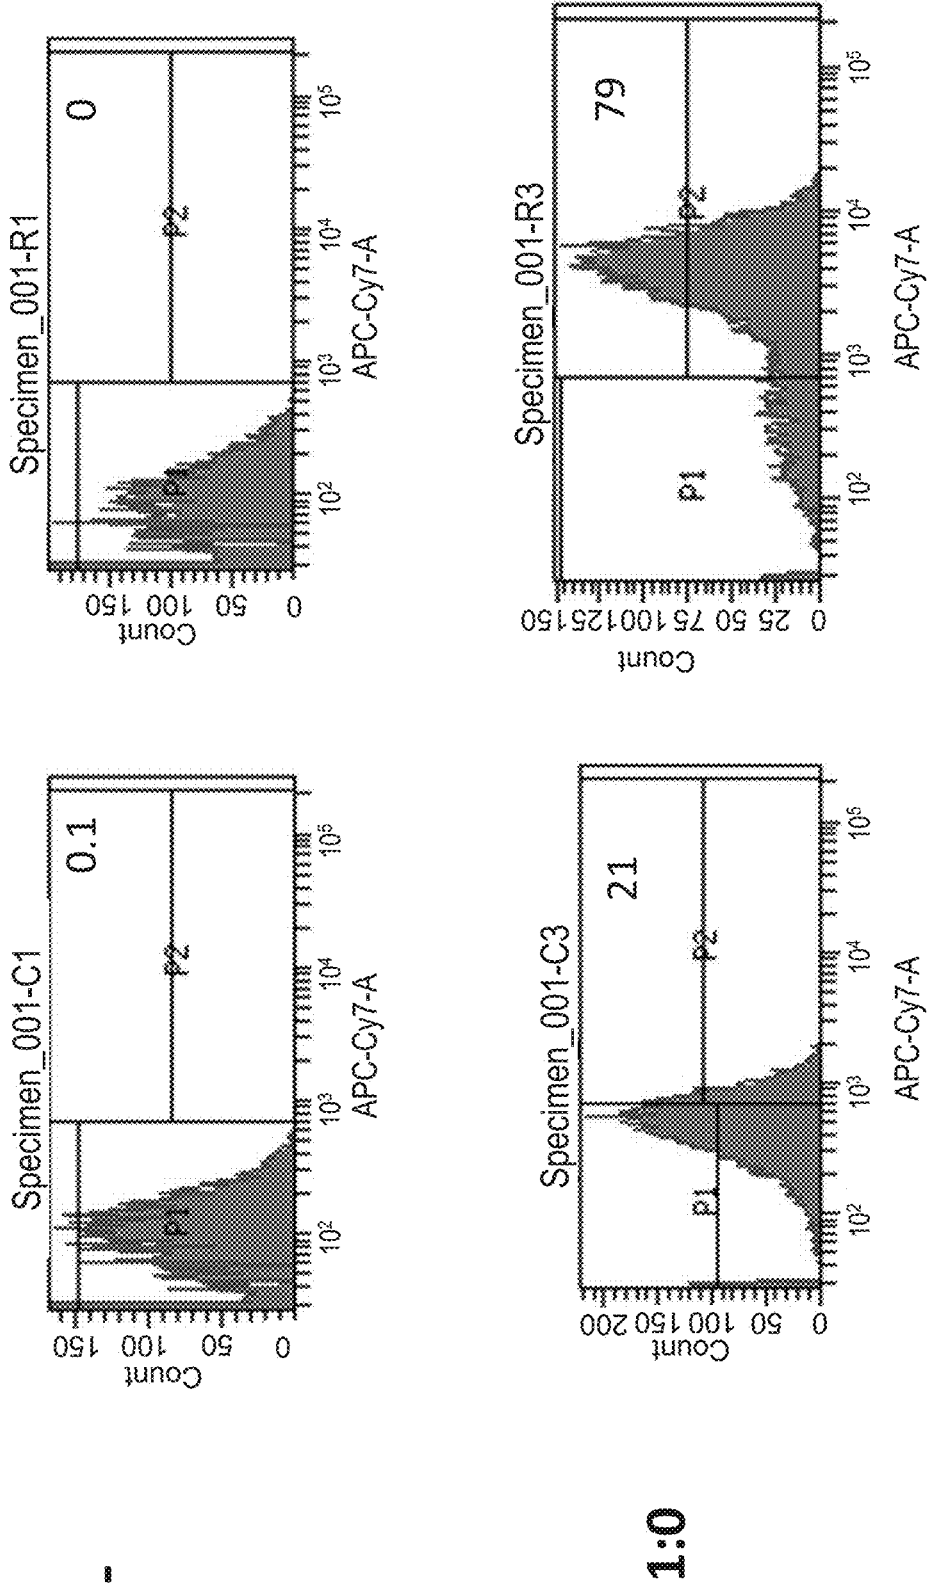 -
Specimen_001-C1
0.1
Count
150
100
50
0
P1
P2
10²
10³
10⁴
10⁵
APC-Cy7-A
Specimen_001-R1
0
Count
150
100
50
0
P1
P2
10²
10³
10⁴
10⁵
APC-Cy7-A
1:0
Specimen_001-C3
21
Count
200
150
100
50
0
P1
P2
10²
10³
10⁴
10⁵
APC-Cy7-A
Specimen_001-R3
79
Count
150
125
100
75
50
25
0
P1
P2
10²
10³
10⁴
10⁵
APC-Cy7-A